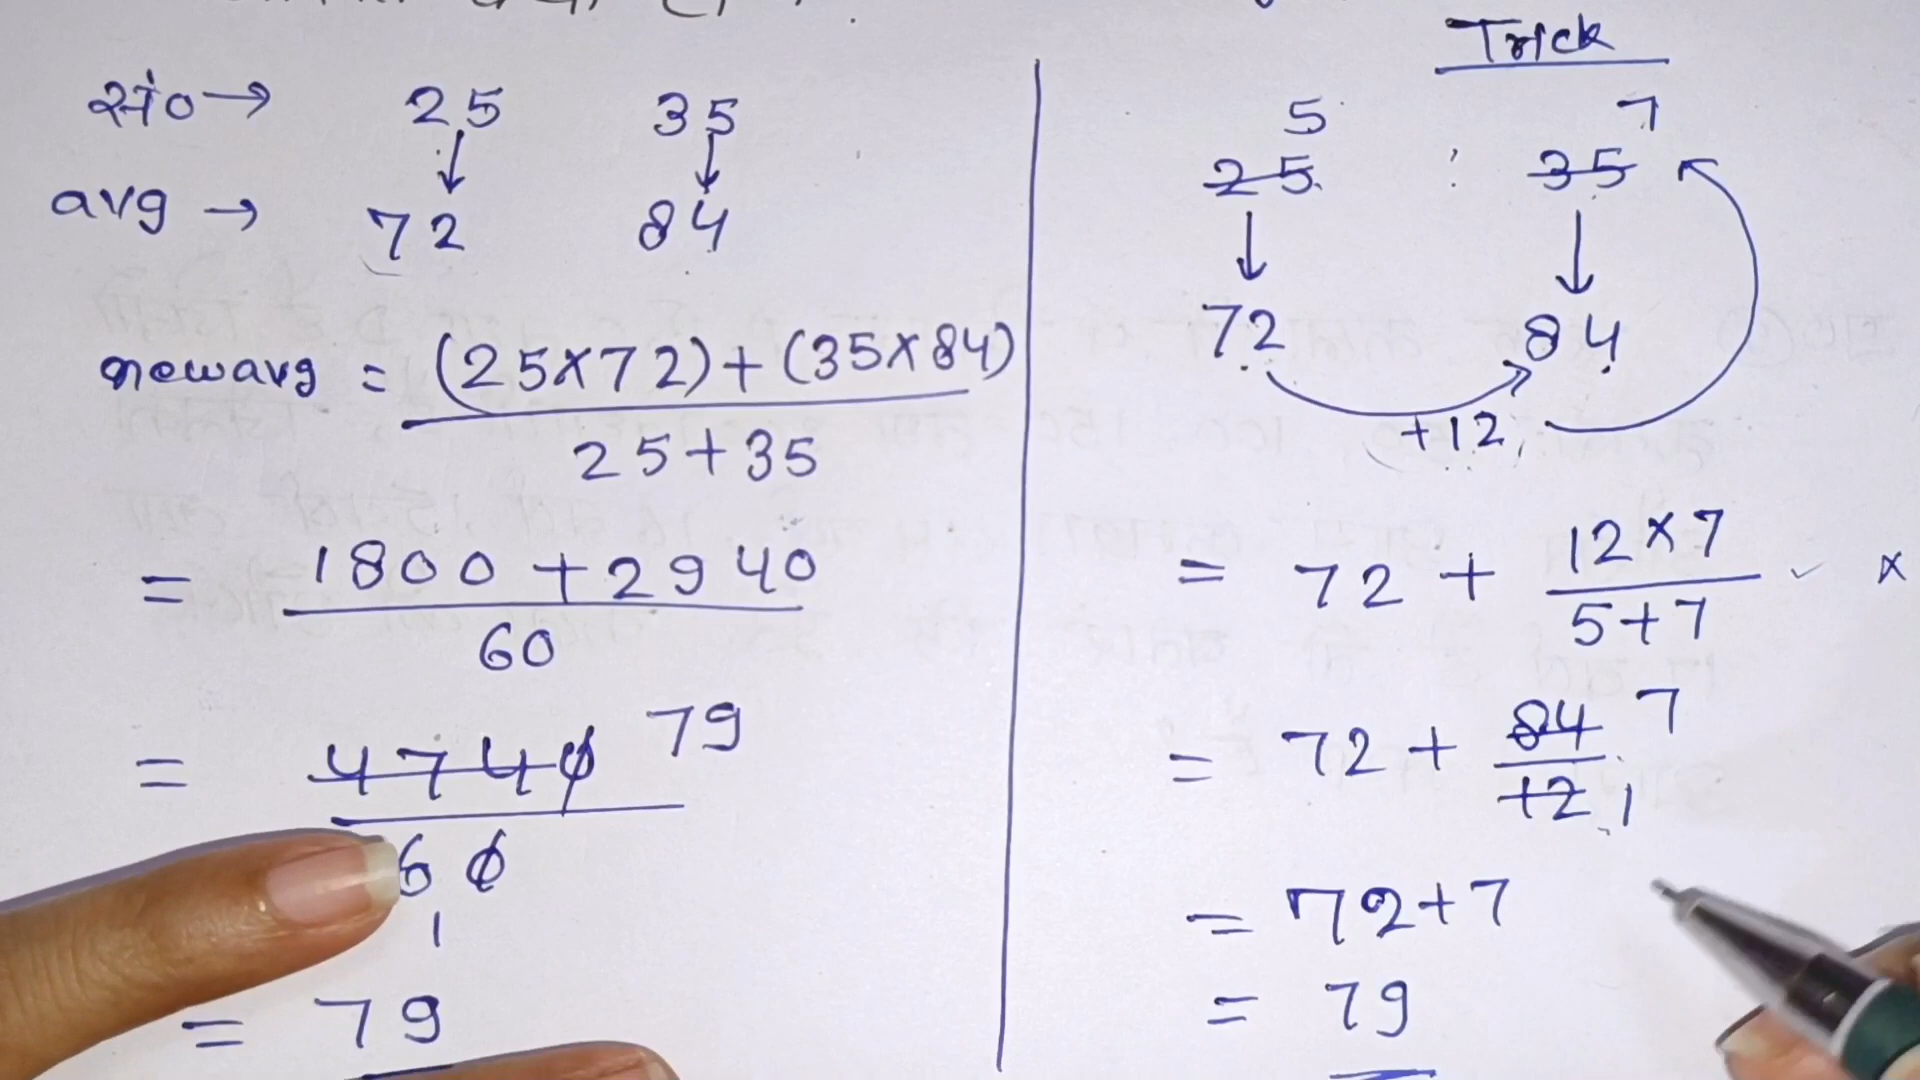 सं० → 25 35
avg → 72 84
newavg = (25×72)+(35×84)
25+35
= 1800 + 2940
60
= 4740 79
60
1
= 79
Trick
5 7
25 : 35
72 84
+12
= 72 + 12×7 ×
5+7
= 72 + 84 7
12 1
= 72+7
= 79